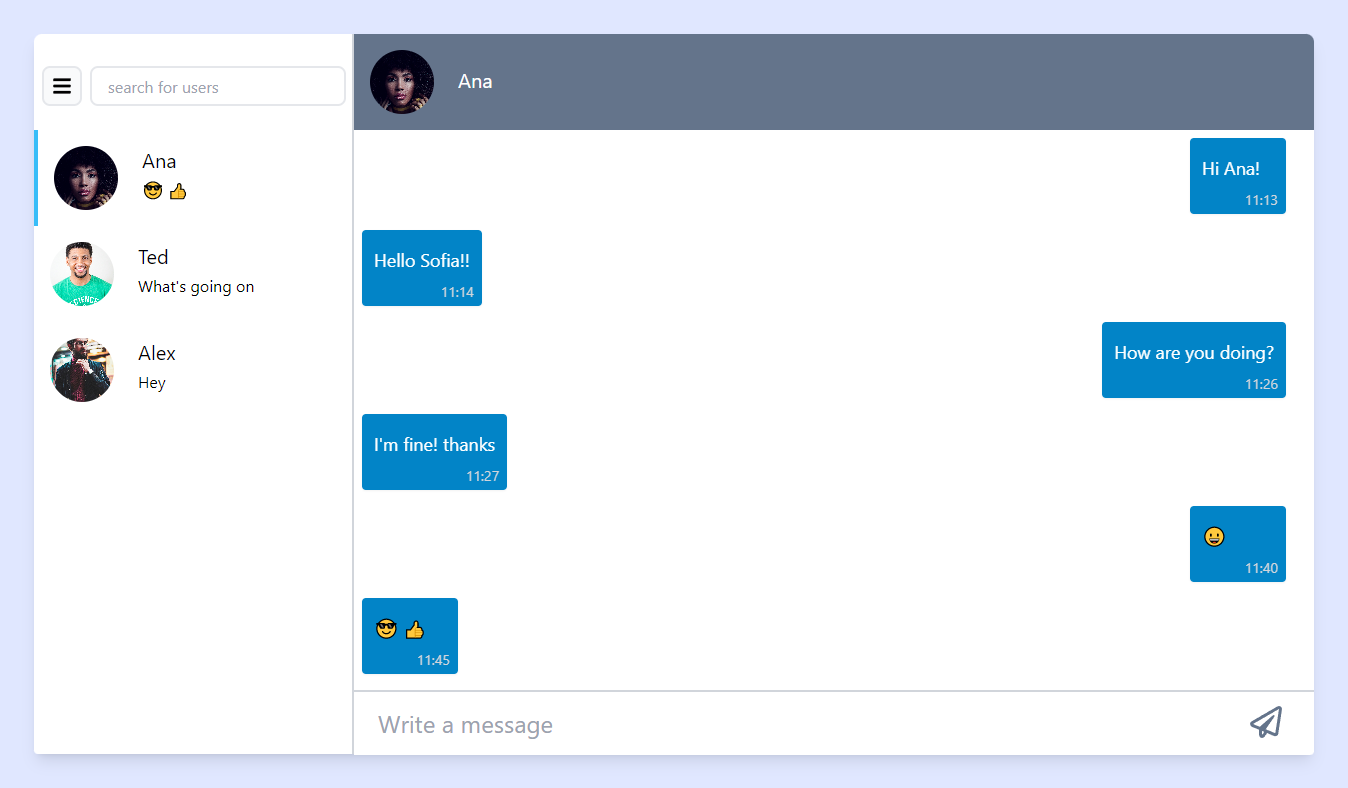 search for users
Ana
😎 👍
Ted
What's going on
Alex
Hey
Ana
Hi Ana!
11:13
Hello Sofia!!
11:14
How are you doing?
11:26
I'm fine! thanks
11:27
😀
11:40
😎 👍
11:45
Write a message